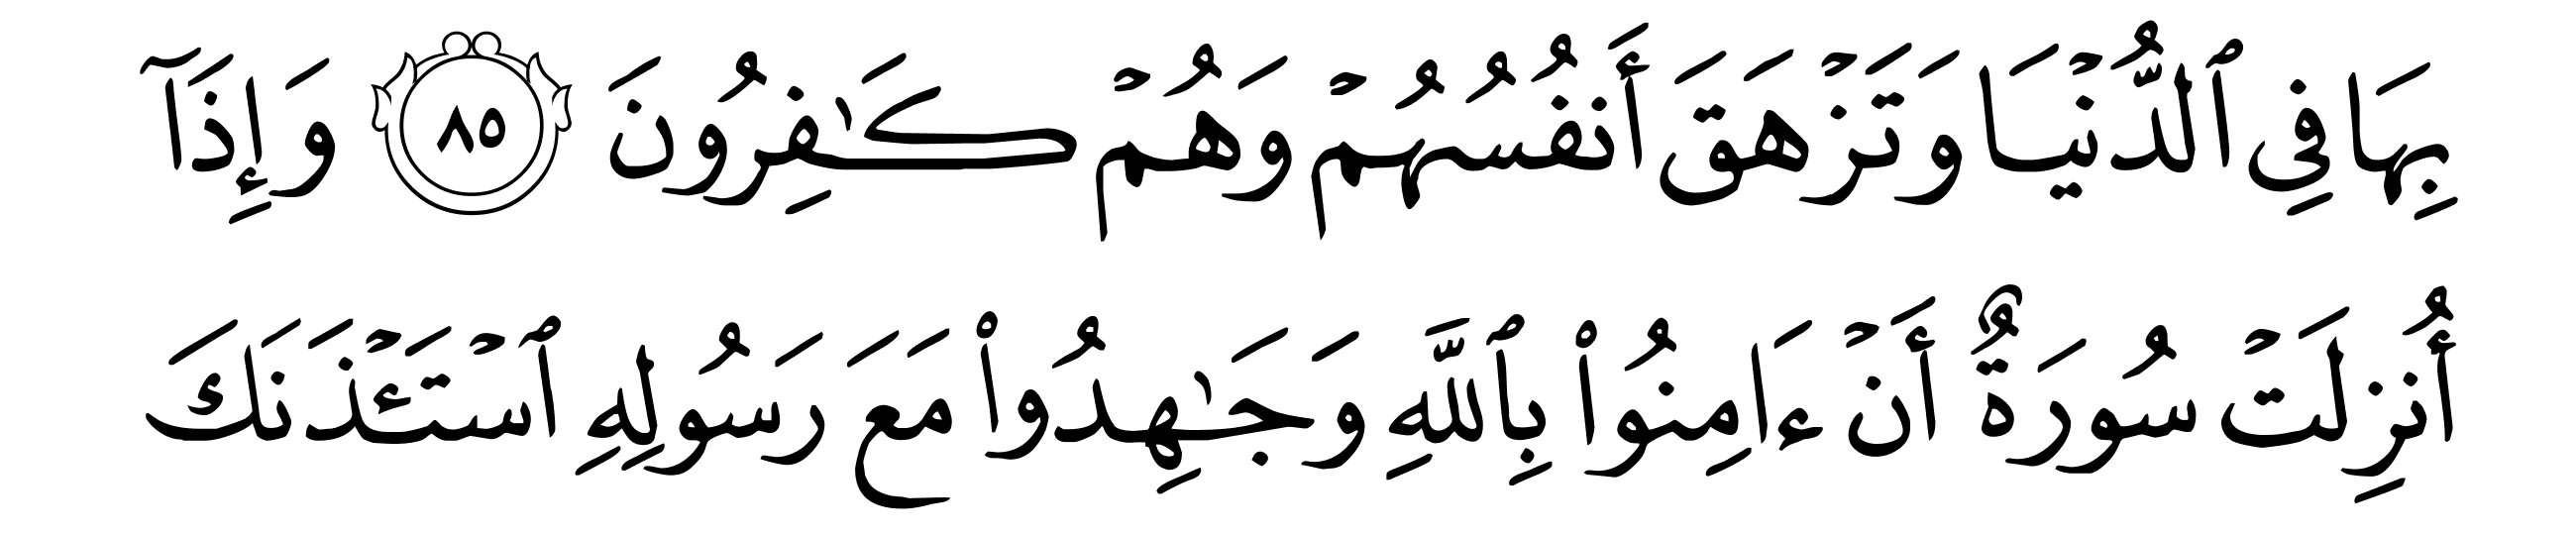 بِهَا فِي ٱلدُّنۡيَا وَتَزۡهَقَ أَنفُسُهُمۡ وَهُمۡ كَٰفِرُونَ ٨٥ وَإِذَآ
أُنزِلَتۡ سُورَةٌ أَنۡ ءَامِنُواْ بِٱللَّهِ وَجَٰهِدُواْ مَعَ رَسُولِهِ ٱسۡتَـٔۡذَنَكَ